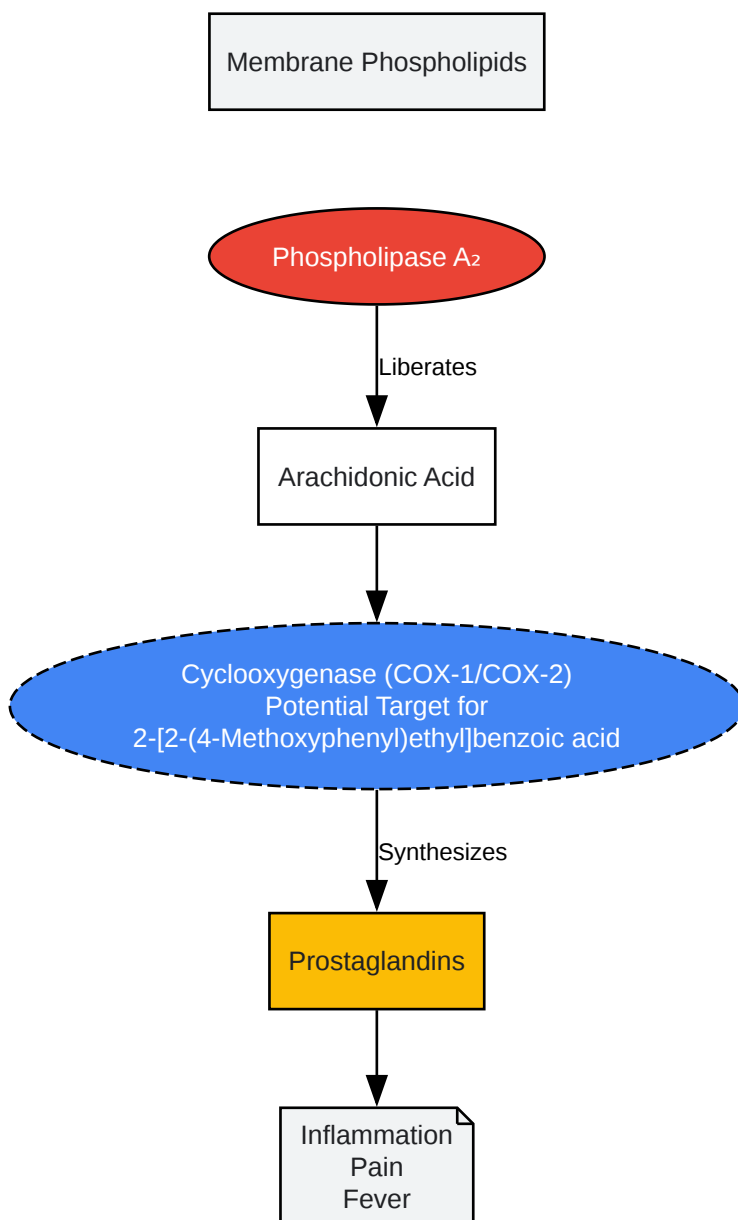 Membrane Phospholipids
Phospholipase A₂
Liberates
Arachidonic Acid
Cyclooxygenase (COX-1/COX-2)
Potential Target for
2-[2-(4-Methoxyphenyl)ethyl]benzoic acid
Synthesizes
Prostaglandins
Inflammation
Pain
Fever